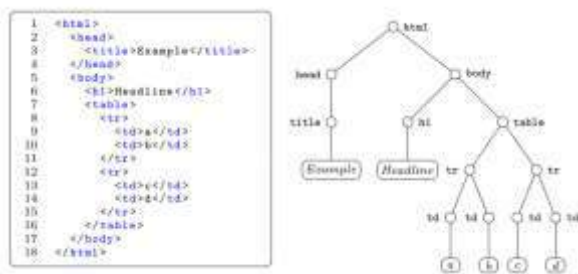 1 <html>
2 <head>
3 <title>Example</title>
4 </head>
5 <body>
6 <h1>Headline</h1>
7 <table>
8 <tr>
9 <td>a</td>
10 <td>b</td>
11 </tr>
12 <tr>
13 <td>c</td>
14 <td>d</td>
15 </tr>
16 </table>
17 </body>
18 </html>
html
head body
title h1 table
Example Headline tr tr
td td td td
a b c d